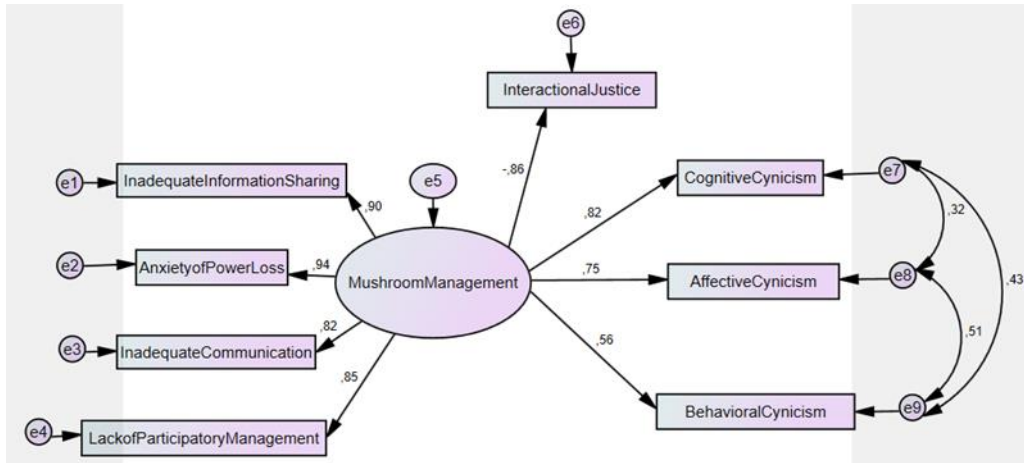 e6
InteractionalJustice
e1
InadequateInformationSharing
e5
-,86
e7
CognitiveCynicism
,90
,82
,32
e2
AnxietyofPowerLoss
,94
MushroomManagement
,75
AffectiveCynicism
e8
,43
,82
,51
e3
InadequateCommunication
,56
,85
e4
LackofParticipatoryManagement
BehavioralCynicism
e9